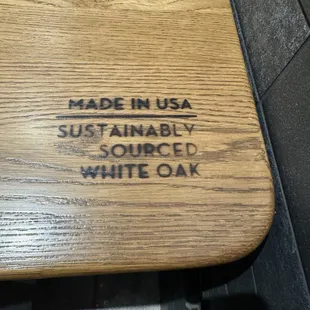 MADE IN USA
SUSTAINABLY
SOURCED
WHITE OAK